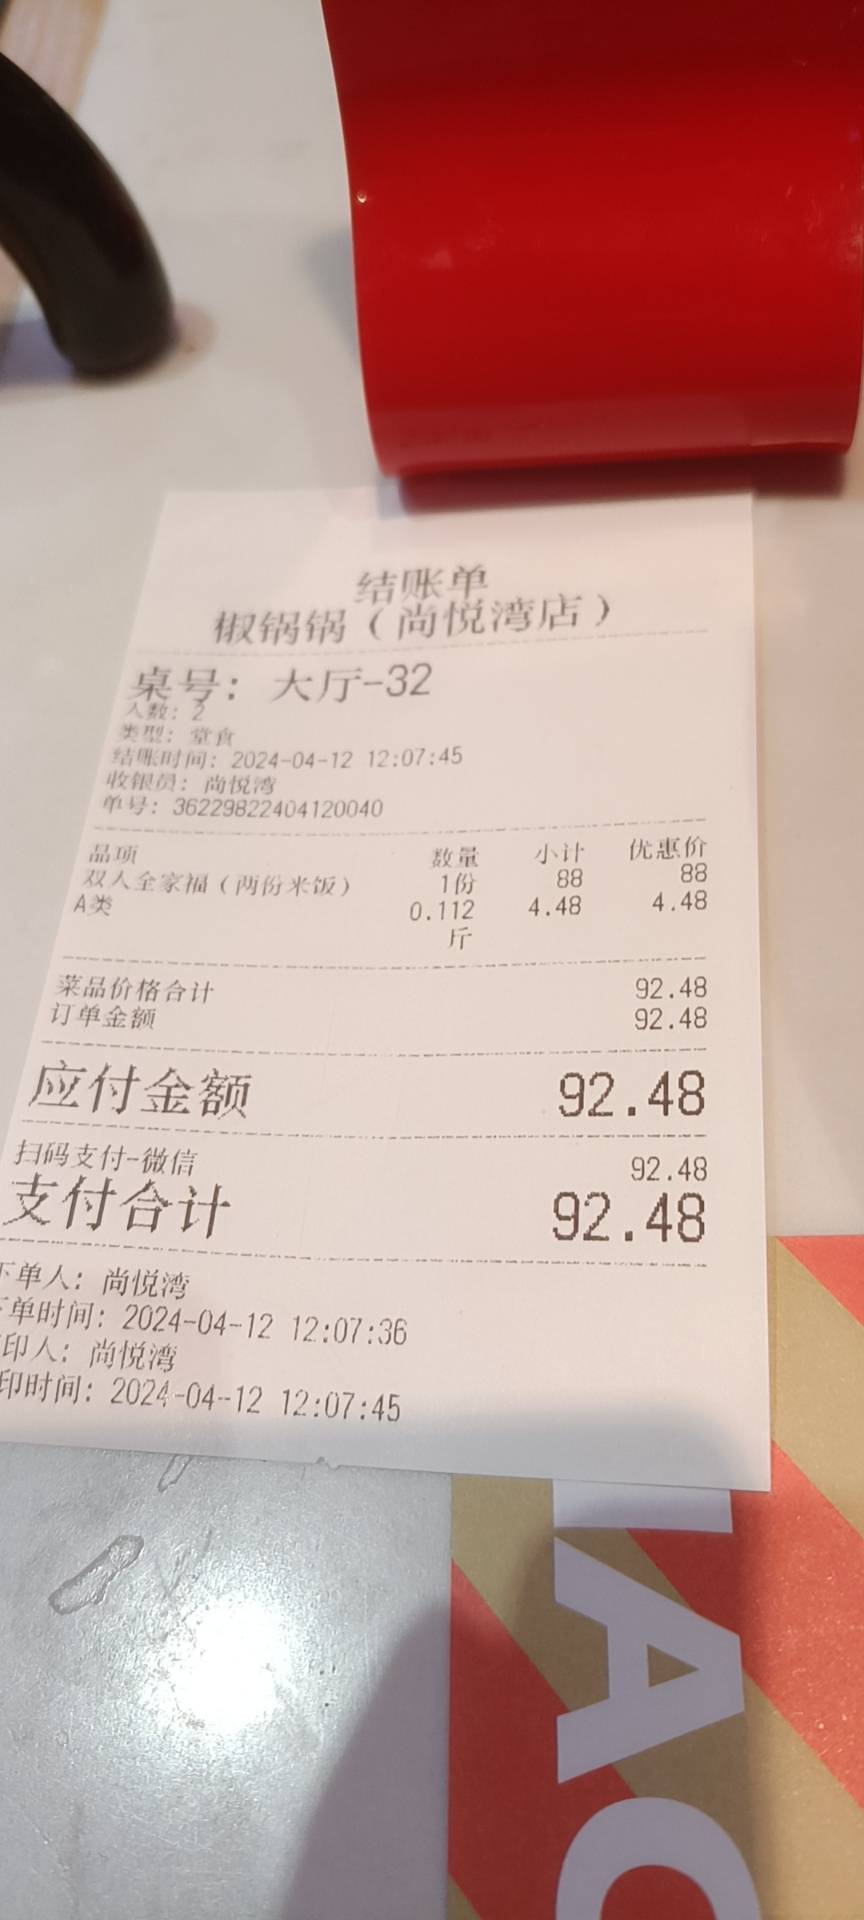 结账单
椒锅锅（尚悦湾店）
桌号: 大厅-32
人数: 2
类型: 堂食
结账时间: 2024-04-12 12:07:45
收银员: 尚悦湾
单号: 36229822404120040
品项 数量 小计 优惠价
双人全家福（两份米饭） 1份 88 88
A类 0.112 4.48 4.48
斤
菜品价格合计 92.48
订单金额 92.48
应付金额 92.48
扫码支付-微信 92.48
支付合计 92.48
下单人: 尚悦湾
下单时间: 2024-04-12 12:07:36
印人: 尚悦湾
印时间: 2024-04-12 12:07:45